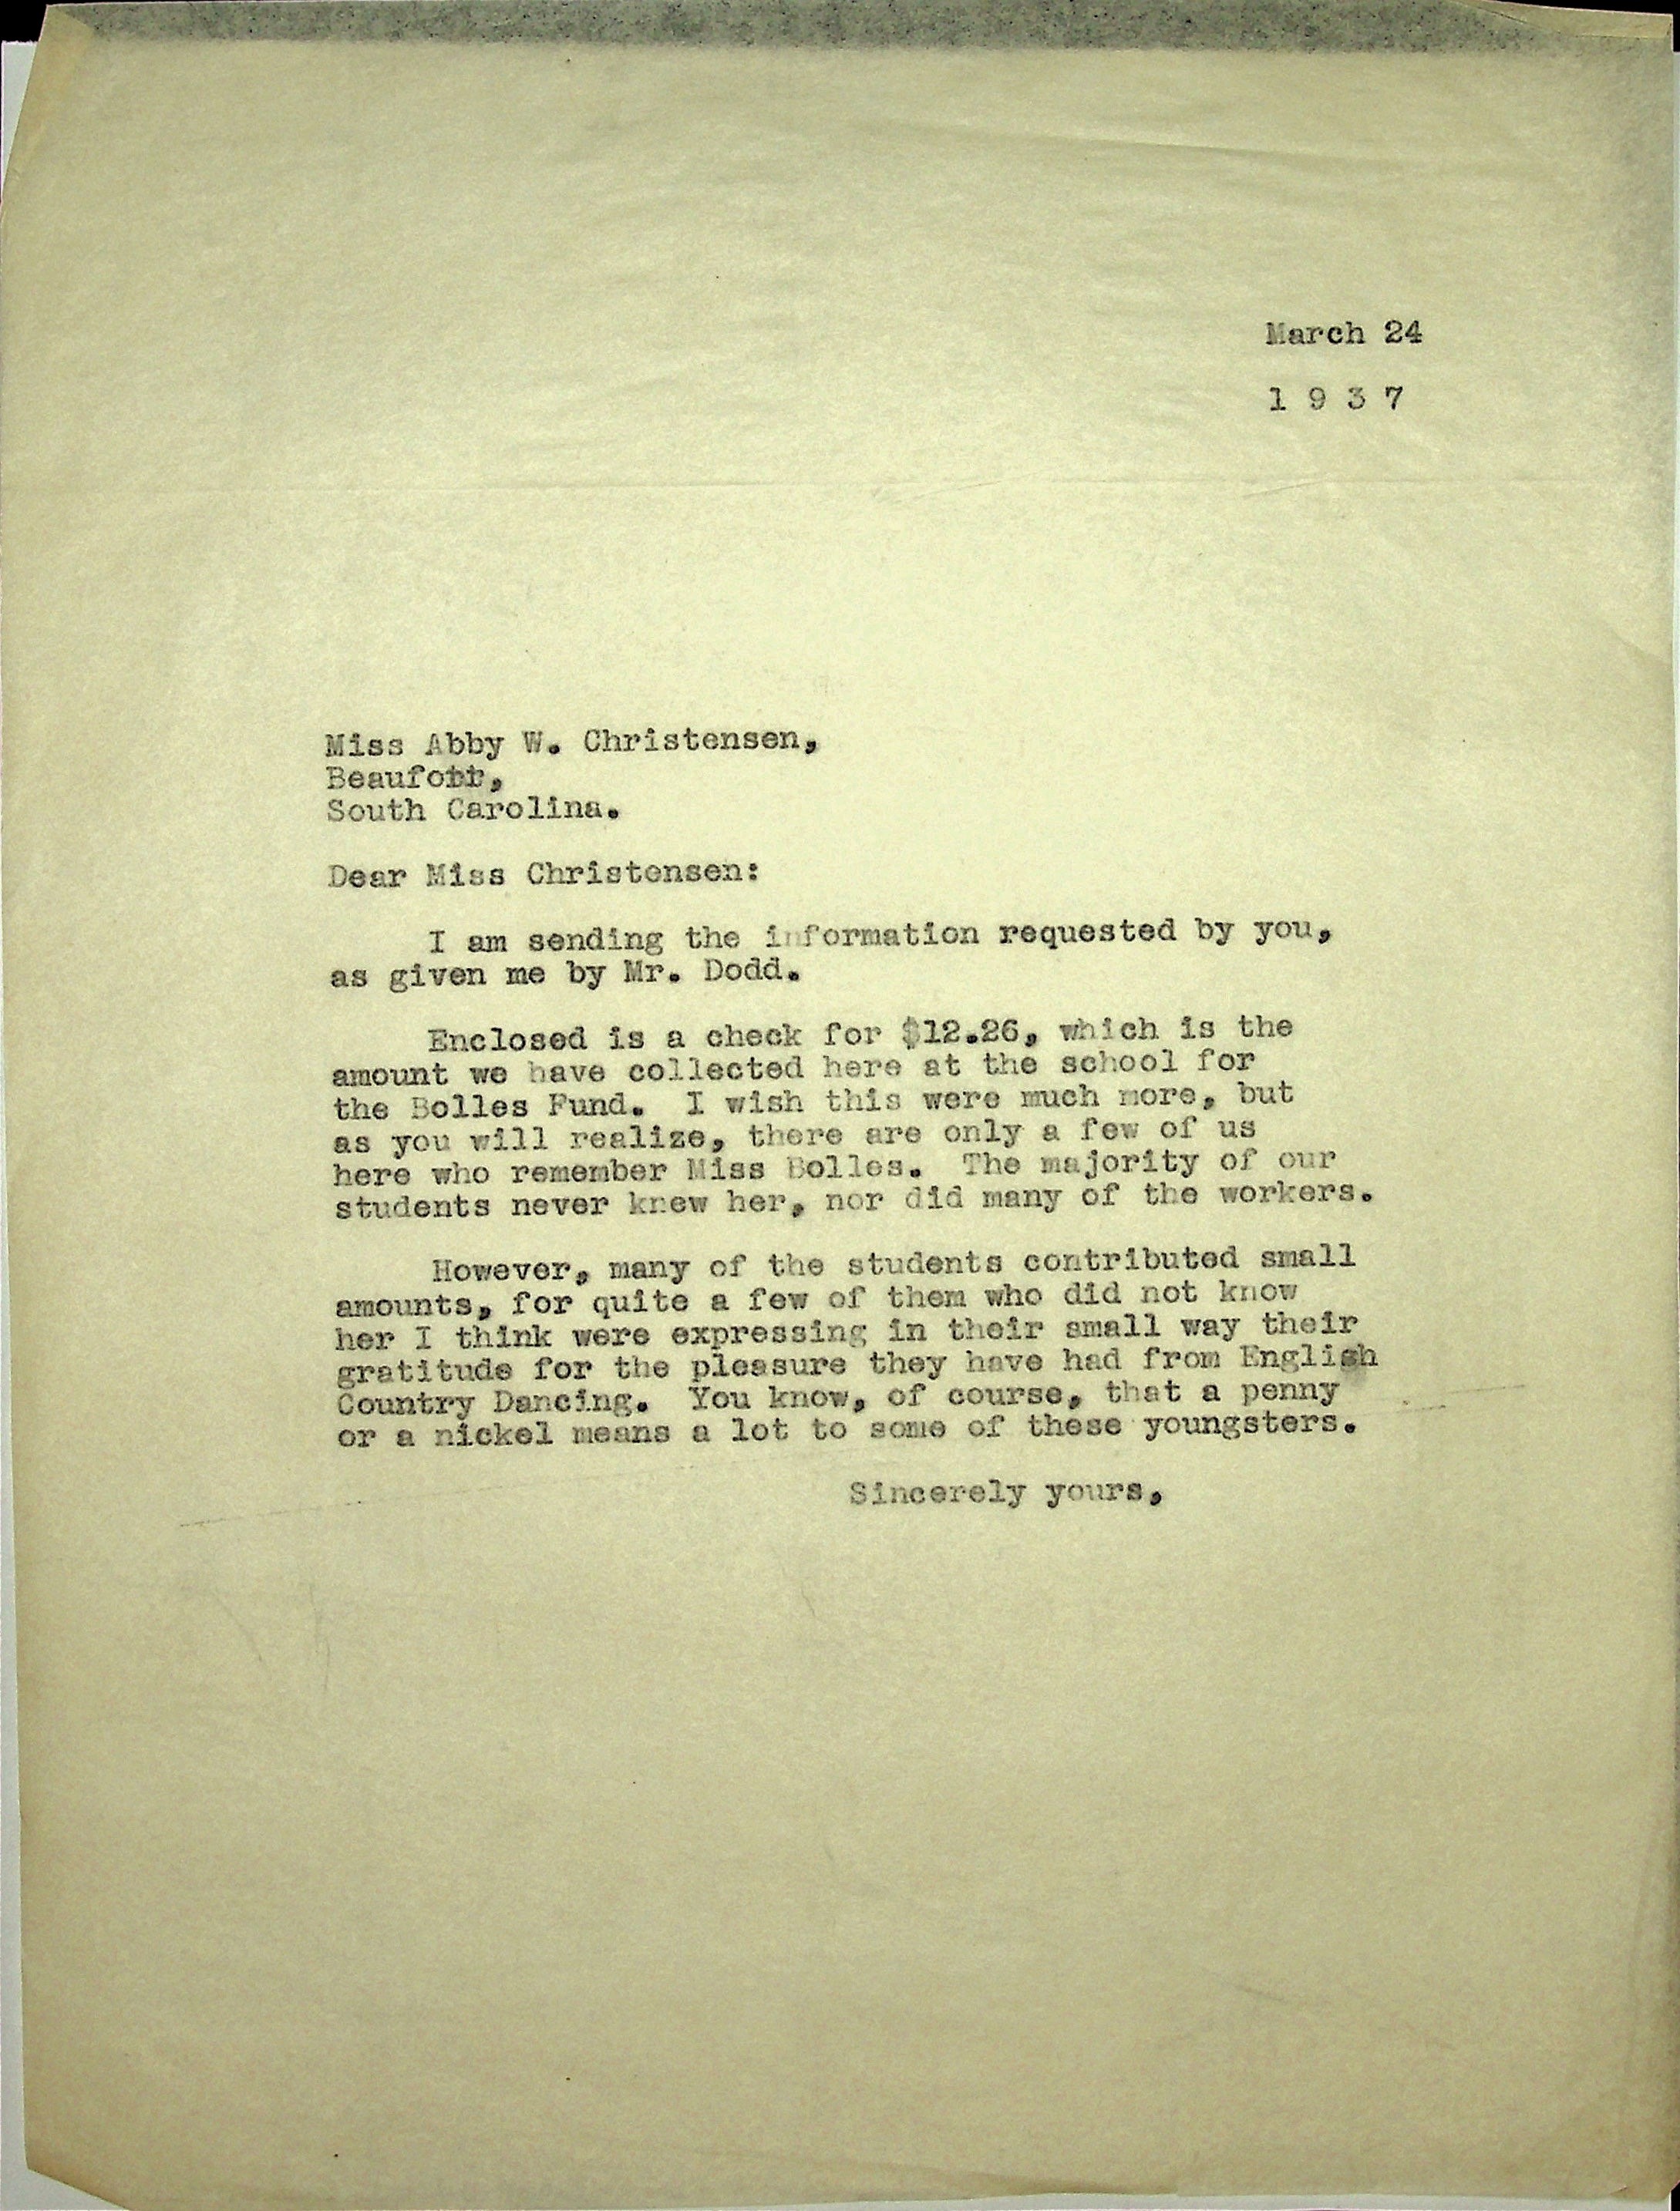 March 24
1 9 3 7
Miss Abby W. Christensen,
Beaufort,
South Carolina.
Dear Miss Christensen:
I am sending the information requested by you,
as given me by Mr. Dodd.
Enclosed is a check for $12.26, which is the
amount we have collected here at the school for
the Bolles Fund. I wish this were much more, but
as you will realize, there are only a few of us
here who remember Miss Bolles. The majority of our
students never knew her, nor did many of the workers.
However, many of the students contributed small
amounts, for quite a few of them who did not know
her I think were expressing in their small way their
gratitude for the pleasure they have had from English
Country Dancing. You know, of course, that a penny
or a nickel means a lot to some of these youngsters.
Sincerely yours,